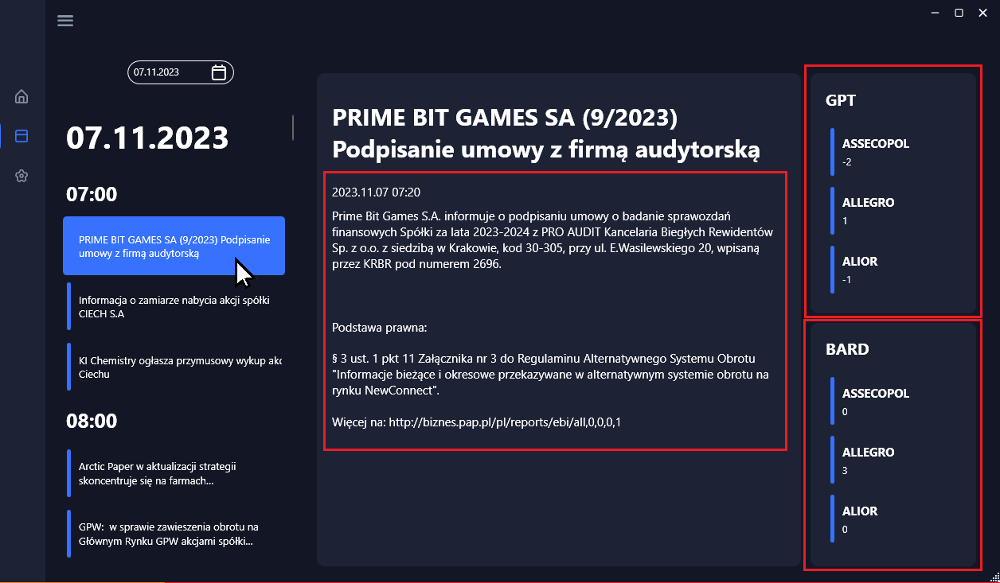 07.11.2023
07.11.2023
07:00
PRIME BIT GAMES SA (9/2023) Podpisanie
umowy z firmą audytorską
Informacja o zamiarze nabycia akcji spółki
CIECH S.A
KI Chemistry ogłasza przymusowy wykup akc
Ciechu
08:00
Arctic Paper w aktualizacji strategii
skoncentruje się na farmach...
GPW:  w sprawie zawieszenia obrotu na
Głównym Rynku GPW akcjami spółki...
PRIME BIT GAMES SA (9/2023)
Podpisanie umowy z firmą audytorską
2023.11.07 07:20
Prime Bit Games S.A. informuje o podpisaniu umowy o badanie sprawozdań
finansowych Spółki za lata 2023-2024 z PRO AUDIT Kancelaria Biegłych Rewidentów
Sp. z o.o. z siedzibą w Krakowie, kod 30-305, przy ul. E.Wasilewskiego 20, wpisaną
przez KRBR pod numerem 2696.
Podstawa prawna:
§ 3 ust. 1 pkt 11 Załącznika nr 3 do Regulaminu Alternatywnego Systemu Obrotu
"Informacje bieżące i okresowe przekazywane w alternatywnym systemie obrotu na
rynku NewConnect".
Więcej na: http://biznes.pap.pl/pl/reports/ebi/all,0,0,0,1
GPT
ASSECOPOL
-2
ALLEGRO
1
ALIOR
-1
BARD
ASSECOPOL
0
ALLEGRO
3
ALIOR
0